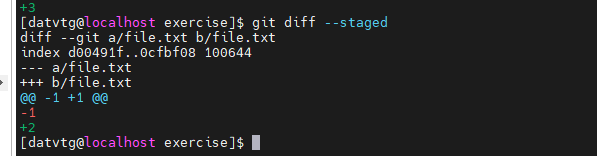 +3
[datvtg@localhost exercise]$ git diff --staged
diff --git a/file.txt b/file.txt
index d00491f..0cfbf08 100644
--- a/file.txt
+++ b/file.txt
@@ -1 +1 @@
-1
+2
[datvtg@localhost exercise]$